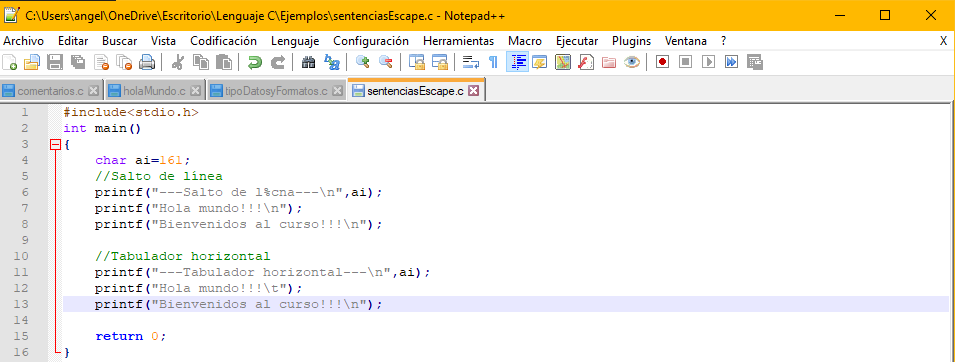 C:\Users\angel\OneDrive\Escritorio\Lenguaje C\Ejemplos\sentenciasEscape.c - Notepad++
Archivo Editar Buscar Vista Codificación Lenguaje Configuración Herramientas Macro Ejecutar Plugins Ventana ? X
comentarios.c holaMundo.c tipoDatosyFormatos.c sentenciasEscape.c
1 #include<stdio.h>
2 int main()
3 {
4 char ai=161;
5 //Salto de línea
6 printf("---Salto de l%cna---\n",ai);
7 printf("Hola mundo!!!\n");
8 printf("Bienvenidos al curso!!!\n");
9
10 //Tabulador horizontal
11 printf("---Tabulador horizontal---\n",ai);
12 printf("Hola mundo!!!\t");
13 printf("Bienvenidos al curso!!!\n");
14
15 return 0;
16 }